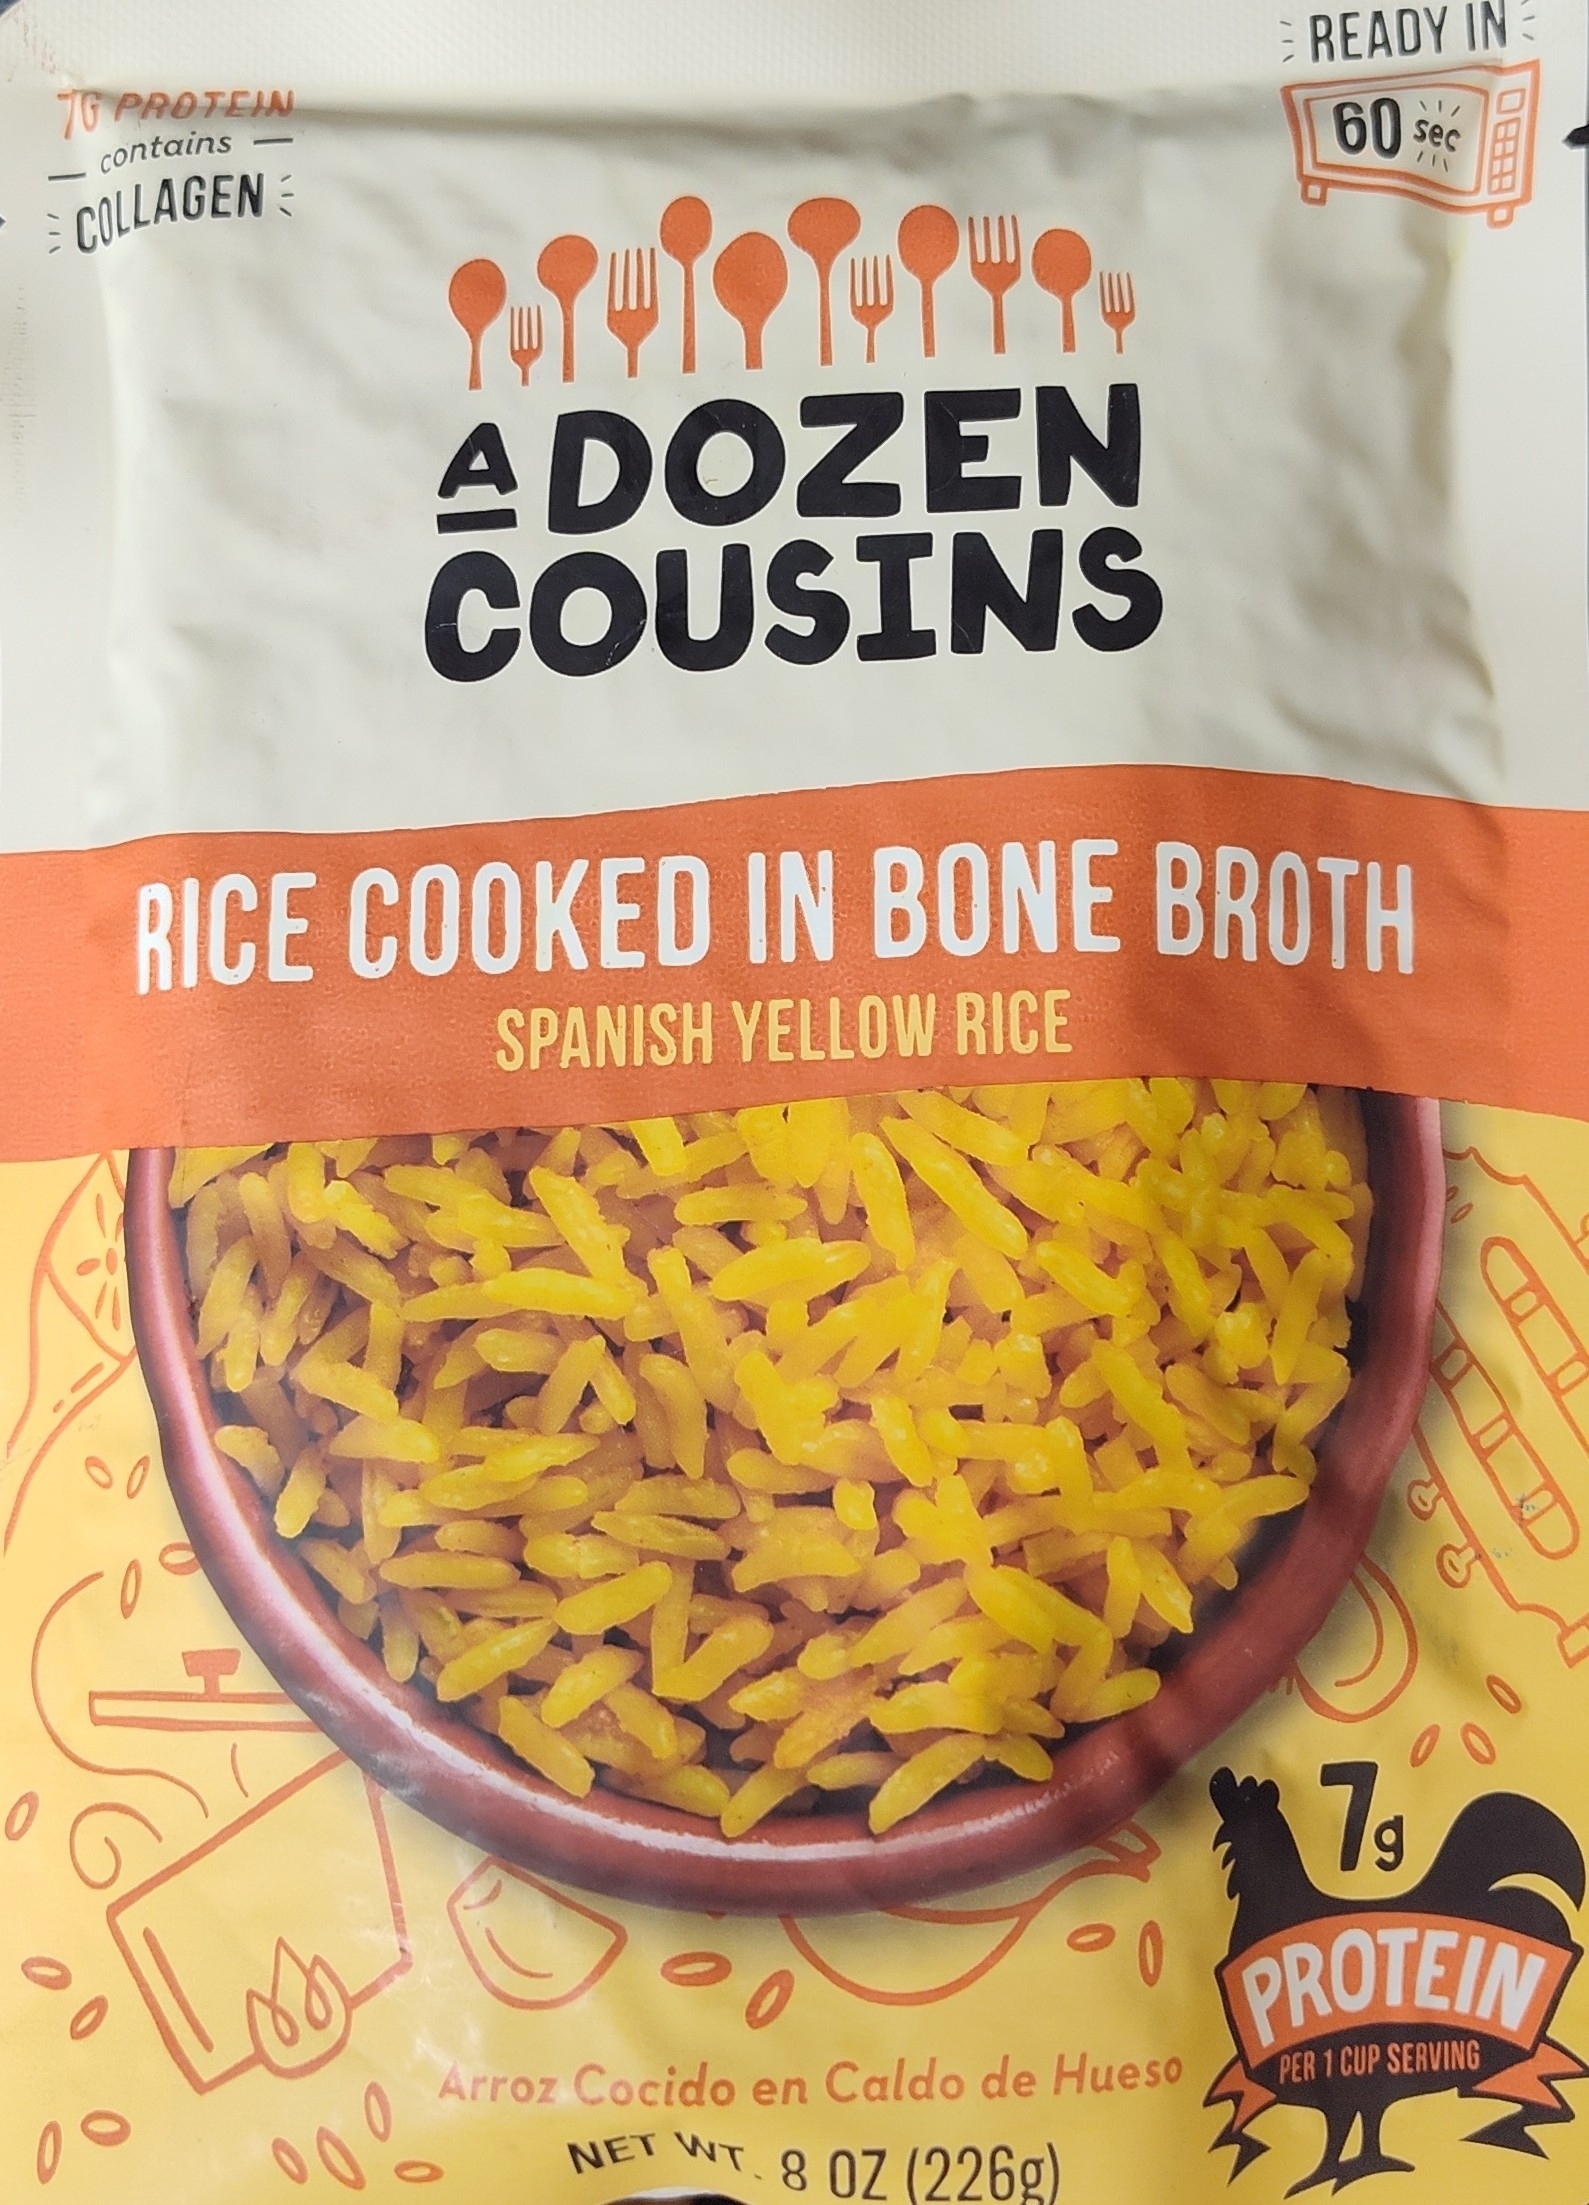 7G PROTEIN
contains
COLLAGEN
READY IN
60 sec
A DOZEN
COUSINS
RICE COOKED IN BONE BROTH
SPANISH YELLOW RICE
7g
PROTEIN
PER 1 CUP SERVING
Arroz Cocido en Caldo de Hueso
NET WT. 8 OZ (226g)